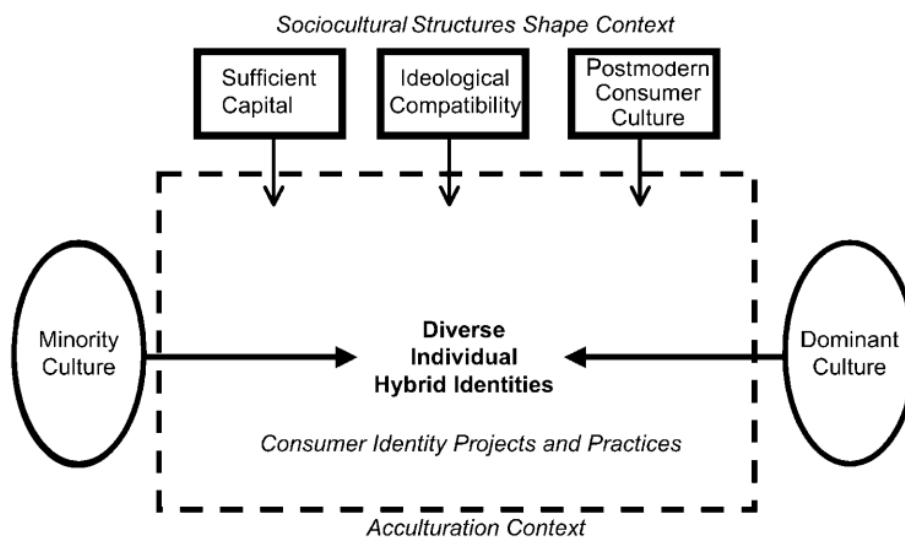 Sociocultural Structures Shape Context
Sufficient
Capital
Ideological
Compatibility
Postmodern
Consumer
Culture
Minority
Culture
Diverse
Individual
Hybrid Identities
Dominant
Culture
Consumer Identity Projects and Practices
Acculturation Context